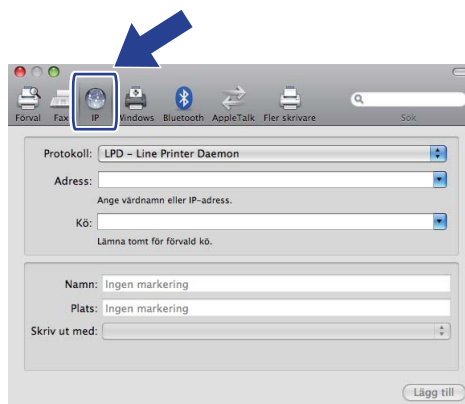 Förval Fax IP Windows Bluetooth AppleTalk Fler skrivare Sök
Protokoll: LPD – Line Printer Daemon
Adress:
Ange värdnamn eller IP-adress.
Kö:
Lämna tomt för förvald kö.
Namn: Ingen markering
Plats: Ingen markering
Skriv ut med:
Lägg till